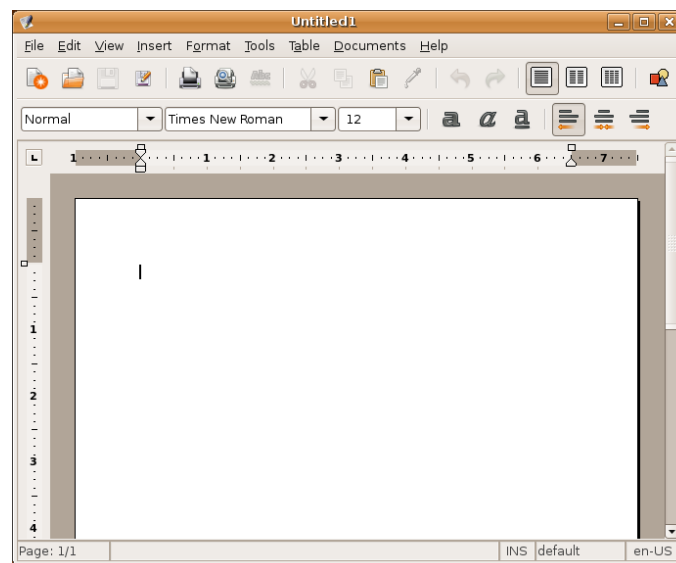 Untitled1
File Edit View Insert Format Tools Table Documents Help
Normal Times New Roman 12 a a a
L 1 1 2 3 4 5 6 7
1
2
3
4
Page: 1/1 INS default en-US